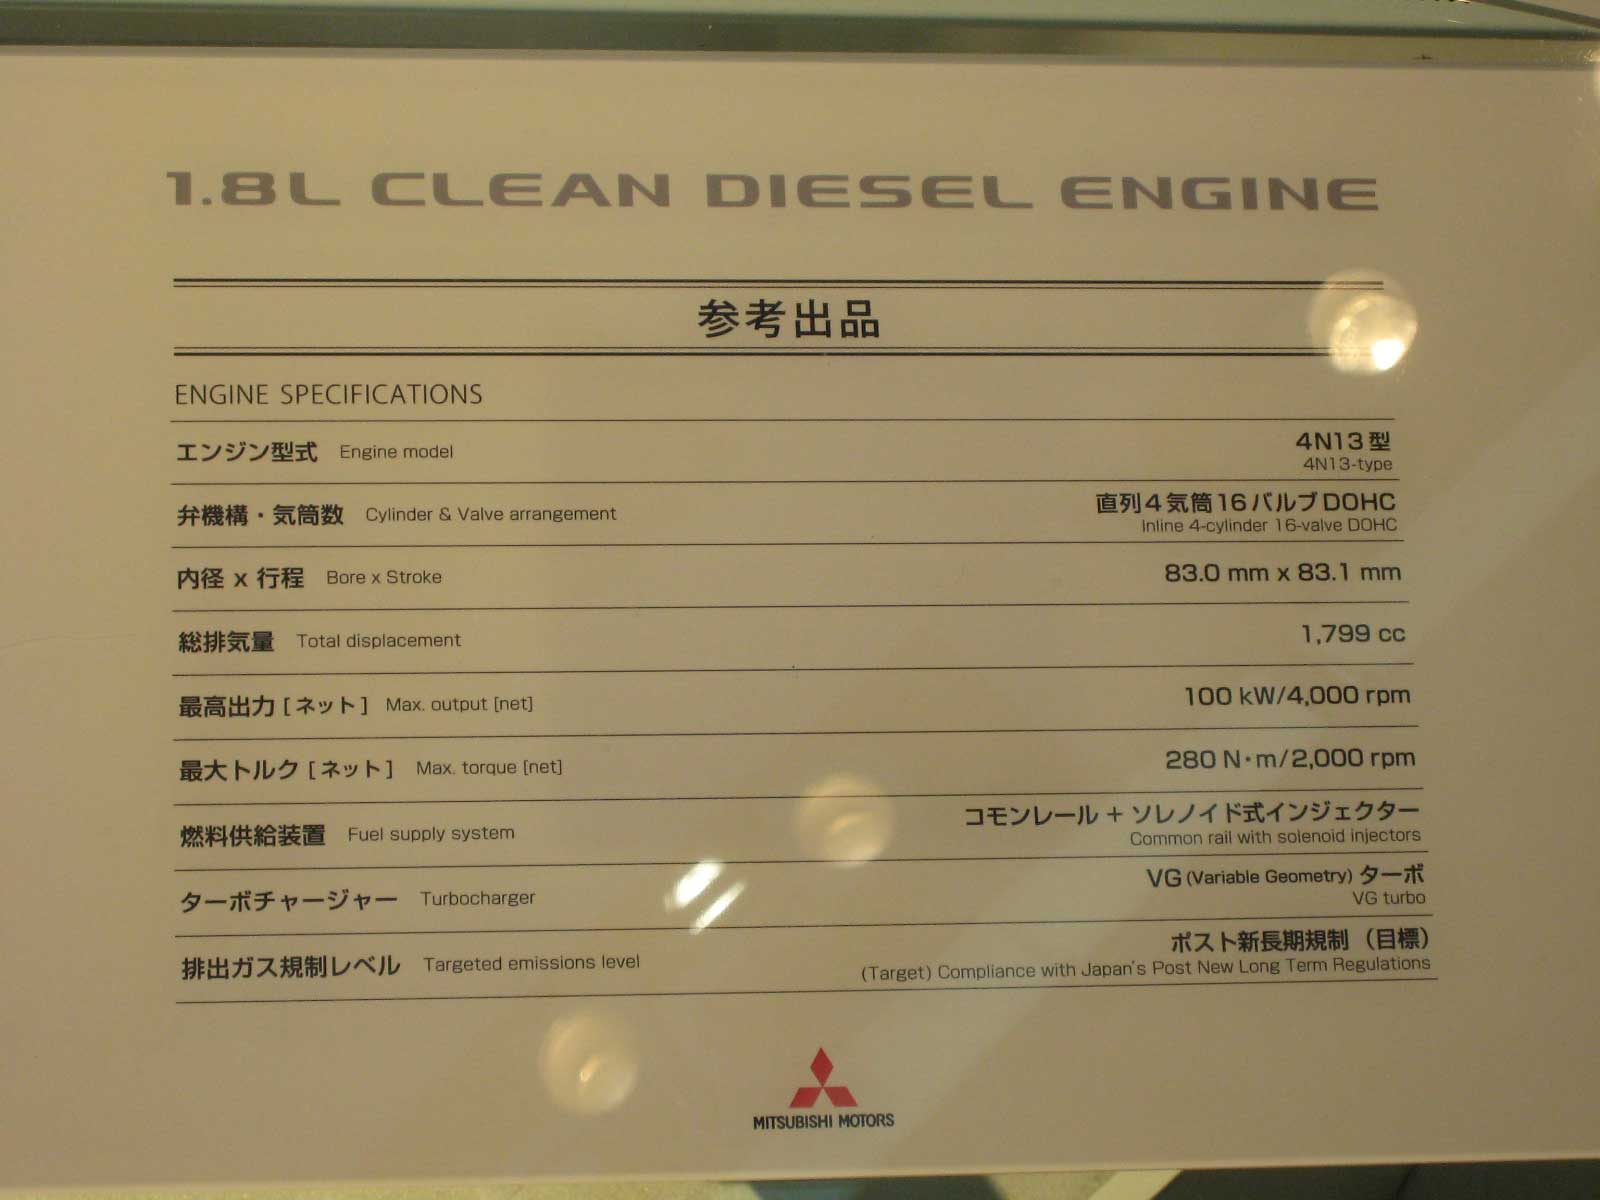 1.8L CLEAN DIESEL ENGINE
参考出品
ENGINE SPECIFICATIONS
エンジン型式 Engine model 4N13型
4N13-type
弁機構・気筒数 Cylinder & Valve arrangement 直列4気筒16バルブDOHC
Inline 4-cylinder 16-valve DOHC
内径 x 行程 Bore x Stroke 83.0 mm x 83.1 mm
総排気量 Total displacement 1,799 cc
最高出力[ネット] Max. output [net] 100 kW/4,000 rpm
最大トルク[ネット] Max. torque [net] 280 N・m/2,000 rpm
燃料供給装置 Fuel supply system コモンレール + ソレノイド式インジェクター
Common rail with solenoid injectors
ターボチャージャー Turbocharger VG (Variable Geometry) ターボ
VG turbo
排出ガス規制レベル Targeted emissions level ポスト新長期規制（目標）
(Target) Compliance with Japan's Post New Long Term Regulations
MITSUBISHI MOTORS